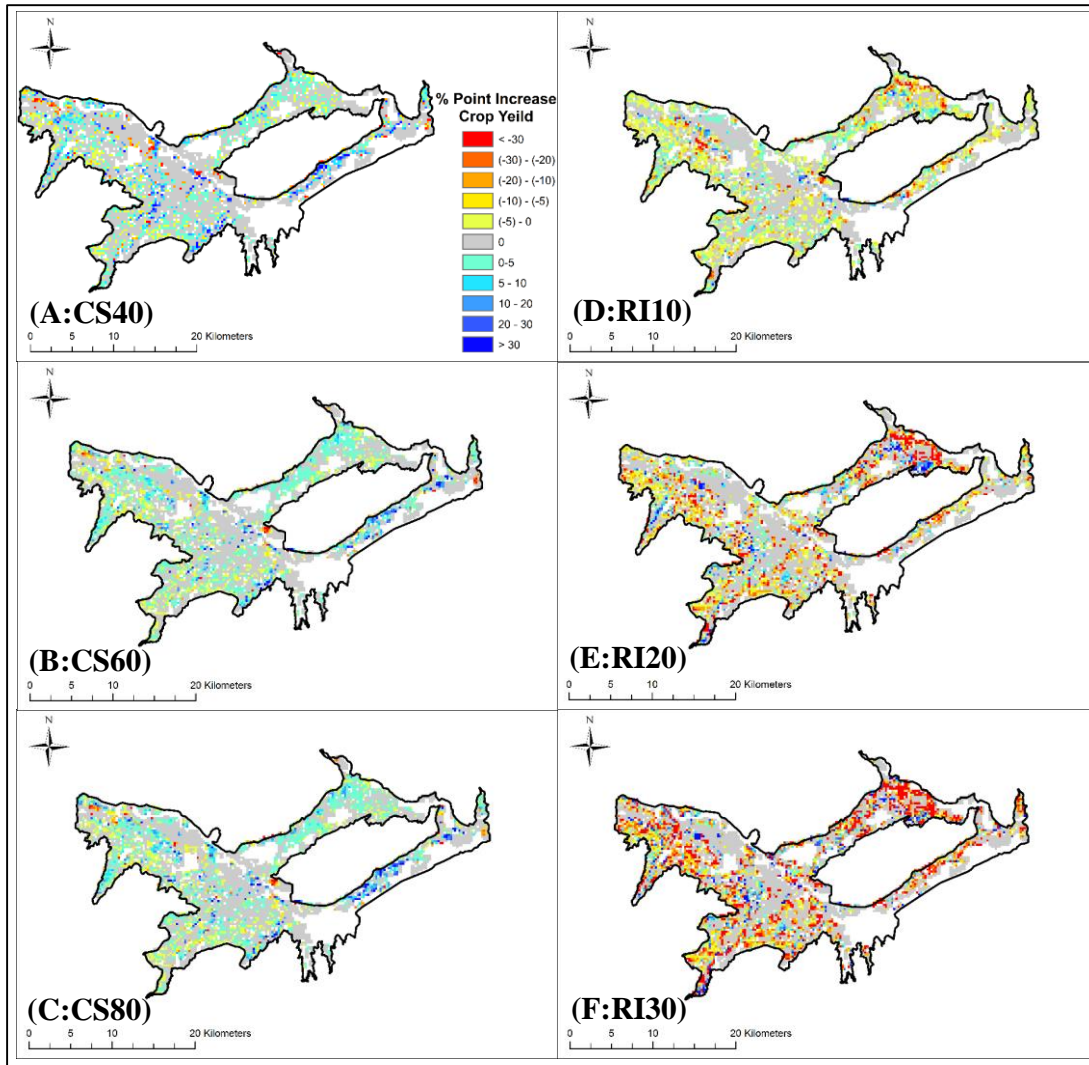 N
% Point Increase
Crop Yeild
< -30
(-30) - (-20)
(-20) - (-10)
(-10) - (-5)
(-5) - 0
0
0-5
5 - 10
10 - 20
20 - 30
> 30
(A:CS40)
0 5 10 20 Kilometers
N
(D:RI10)
0 5 10 20 Kilometers
N
(B:CS60)
0 5 10 20 Kilometers
N
(E:RI20)
0 5 10 20 Kilometers
N
(C:CS80)
0 5 10 20 Kilometers
N
(F:RI30)
0 5 10 20 Kilometers